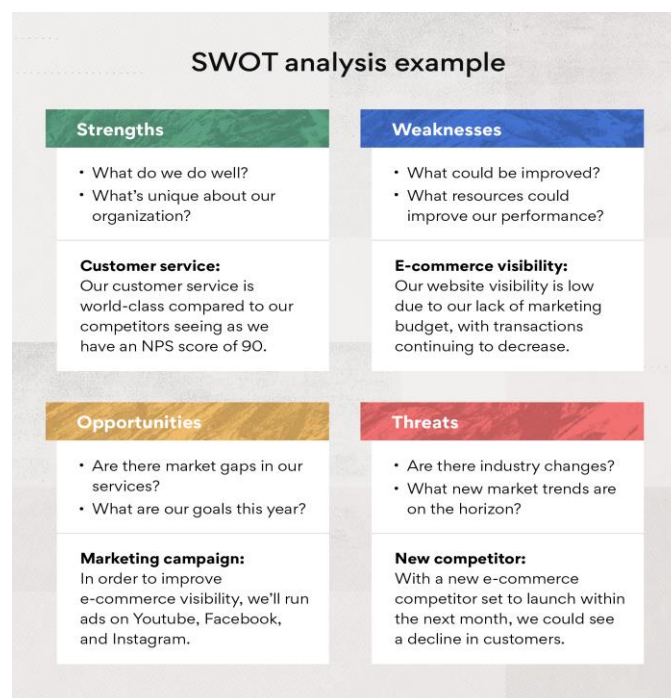 SWOT analysis example
Strengths
• What do we do well?
• What's unique about our
organization?
Customer service:
Our customer service is
world-class compared to our
competitors seeing as we
have an NPS score of 90.
Weaknesses
• What could be improved?
• What resources could
improve our performance?
E-commerce visibility:
Our website visibility is low
due to our lack of marketing
budget, with transactions
continuing to decrease.
Opportunities
• Are there market gaps in our
services?
• What are our goals this year?
Marketing campaign:
In order to improve
e-commerce visibility, we'll run
ads on Youtube, Facebook,
and Instagram.
Threats
• Are there industry changes?
• What new market trends are
on the horizon?
New competitor:
With a new e-commerce
competitor set to launch within
the next month, we could see
a decline in customers.